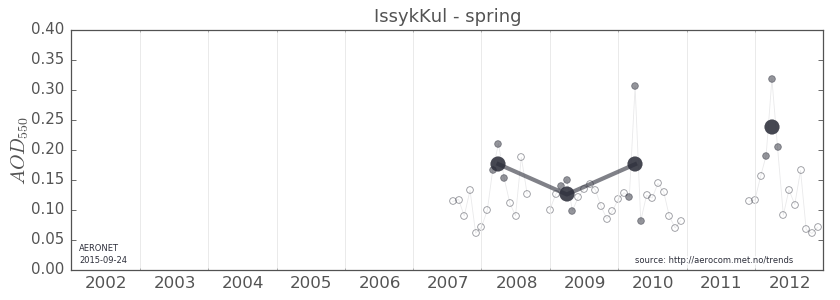 IssykKul - spring
0.40
0.35
0.30
0.25
0.20
0.15
0.10
0.05
0.00
AOD550
AERONET
2015-09-24
source: http://aerocom.met.no/trends
2002 2003 2004 2005 2006 2007 2008 2009 2010 2011 2012